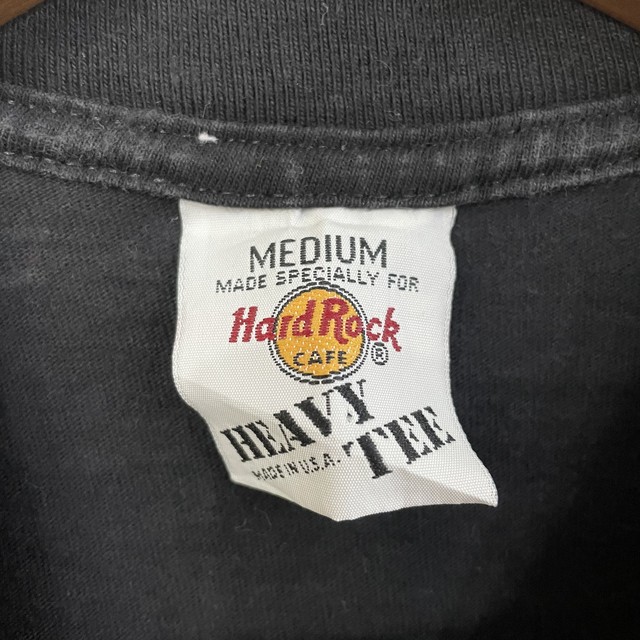 MEDIUM
MADE SPECIALLY FOR
Hard Rock
CAFE ®
HEAVY
TEE
MADE IN U.S.A.